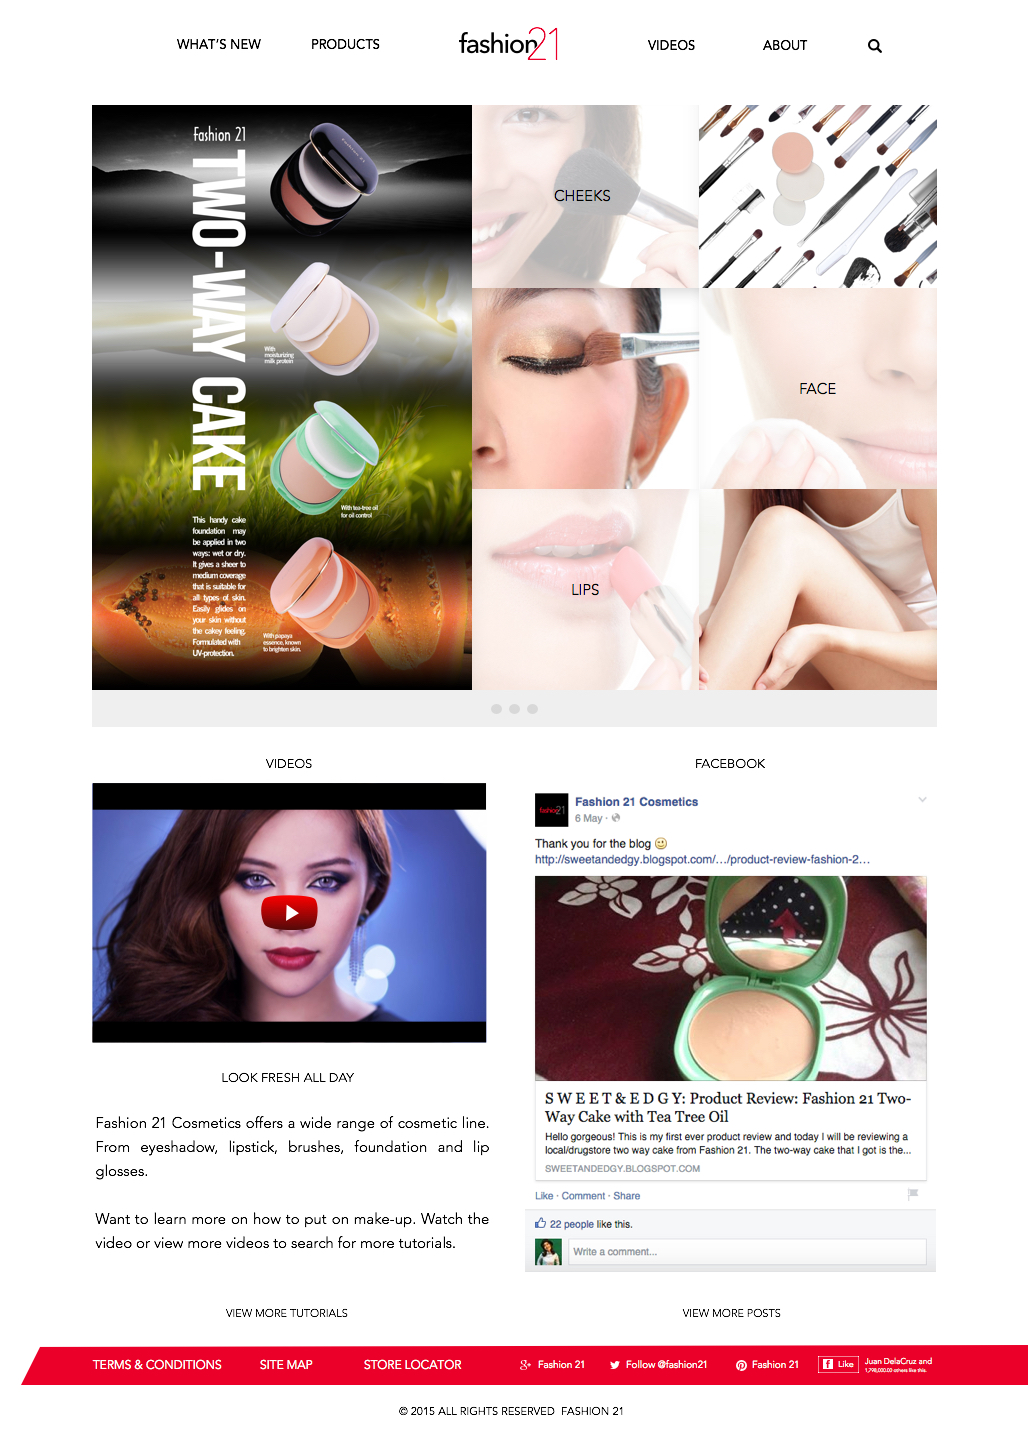 WHAT'S NEW
PRODUCTS
fashion21
VIDEOS
ABOUT
Fashion 21
TWO-WAY CAKE
With
moisturizing
milk protein
With tea-tree oil
for oil control
This handy cake
foundation may
be applied in two
ways: wet or dry.
It gives a sheer to
medium coverage
that is suitable for
all types of skin.
Easily glides on
your skin without
the cakey feeling.
Formulated with
UV-protection.
With papaya
essence, known
to brighten skin.
CHEEKS
FACE
LIPS
VIDEOS
LOOK FRESH ALL DAY
Fashion 21 Cosmetics offers a wide range of cosmetic line.
From eyeshadow, lipstick, brushes, foundation and lip
glosses.
Want to learn more on how to put on make-up. Watch the
video or view more videos to search for more tutorials.
VIEW MORE TUTORIALS
FACEBOOK
fashion21
Fashion 21 Cosmetics
6 May ·
Thank you for the blog
http://sweetandedgy.blogspot.com/…/product-review-fashion-2…
S W E E T & E D G Y: Product Review: Fashion 21 Two-
Way Cake with Tea Tree Oil
Hello gorgeous! This is my first ever product review and today I will be reviewing a
local/drugstore two way cake from Fashion 21. The two-way cake that I got is the...
SWEETANDEDGY.BLOGSPOT.COM
Like · Comment · Share
22 people like this.
Write a comment...
VIEW MORE POSTS
TERMS & CONDITIONS
SITE MAP
STORE LOCATOR
Fashion 21
Follow @fashion21
Fashion 21
Like
Juan DelaCruz and
1,798,000.00 others like this.
© 2015 ALL RIGHTS RESERVED FASHION 21